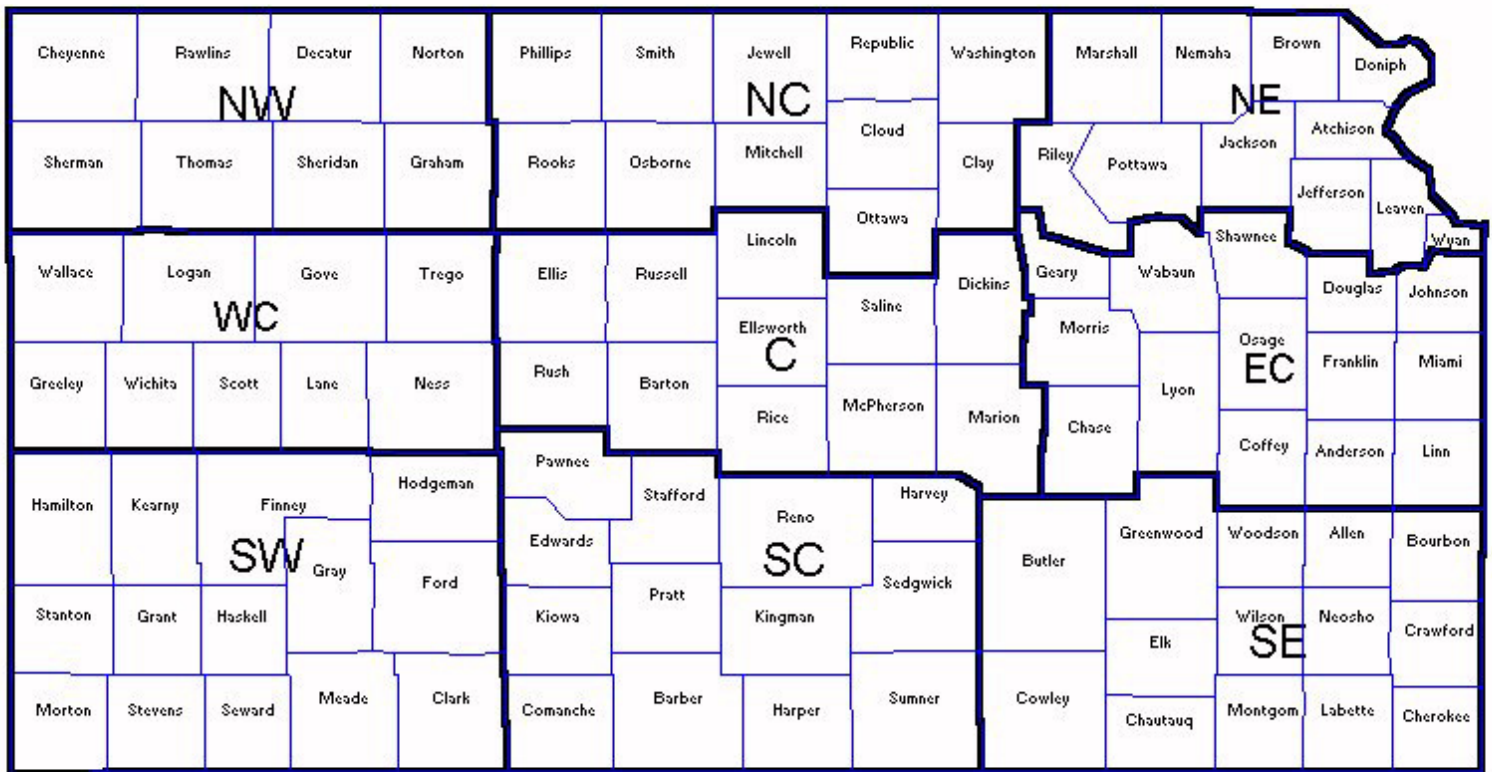 Cheyenne Rawlins Decatur Norton Phillips Smith Jewell Republic Washington Marshall Nemaha Brown Doniph
NW NC NE
Sherman Thomas Sheridan Graham Rooks Osborne Mitchell Cloud Clay Riley Pottawa Jackson Atchison
Jefferson Leaven
Ottawa
Wyan
Wallace Logan Gove Trego Ellis Russell Lincoln Saline Dickins Geary Wabaun Shawnee Douglas Johnson
WC C EC
Ellsworth Morris Osage Franklin Miami
Greeley Wichita Scott Lane Ness Rush Barton Rice McPherson Marion Chase Lyon Coffey Anderson Linn
Hamilton Kearny Finney Hodgeman Pawnee Stafford Reno Harvey
SW SC SE
Edwards Butler Greenwood Woodson Allen Bourbon
Gray Ford Pratt Sedgwick
Stanton Grant Haskell Kiowa Kingman Elk Wilson Neosho Crawford
Morton Stevens Seward Meade Clark Comanche Barber Harper Sumner Cowley Chautauq Montgom Labette Cherokee